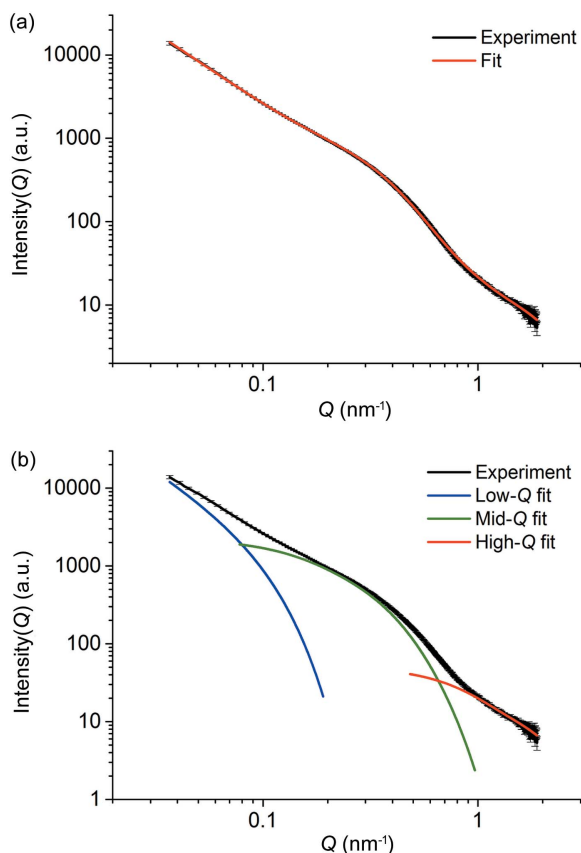 (a)
Experiment
Fit
10000
1000
100
10
Intensity(Q) (a.u.)
0.1
1
Q (nm⁻¹)
(b)
Experiment
Low-Q fit
Mid-Q fit
High-Q fit
10000
1000
100
10
1
Intensity(Q) (a.u.)
0.1
1
Q (nm⁻¹)